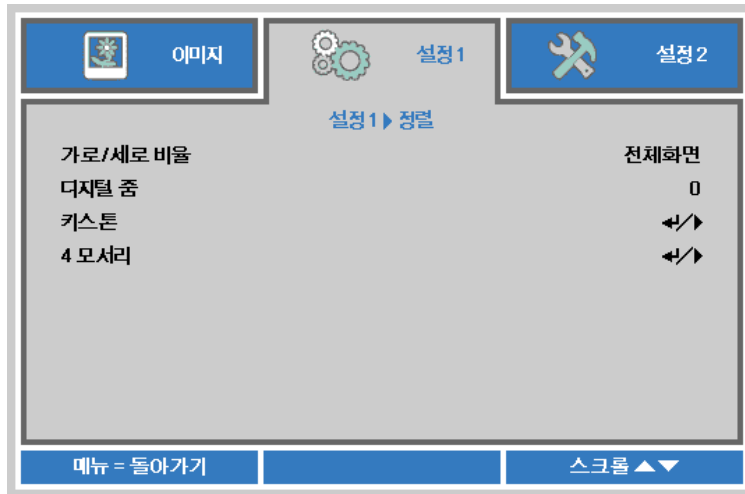 이미지
설정 1
설정 2
설정 1 ▶ 정렬
가로/세로 비율 전체화면
디지털 줌 0
키스톤 ↵/▶
4 모서리 ↵/▶
메뉴 = 돌아가기
스크롤 ▲▼